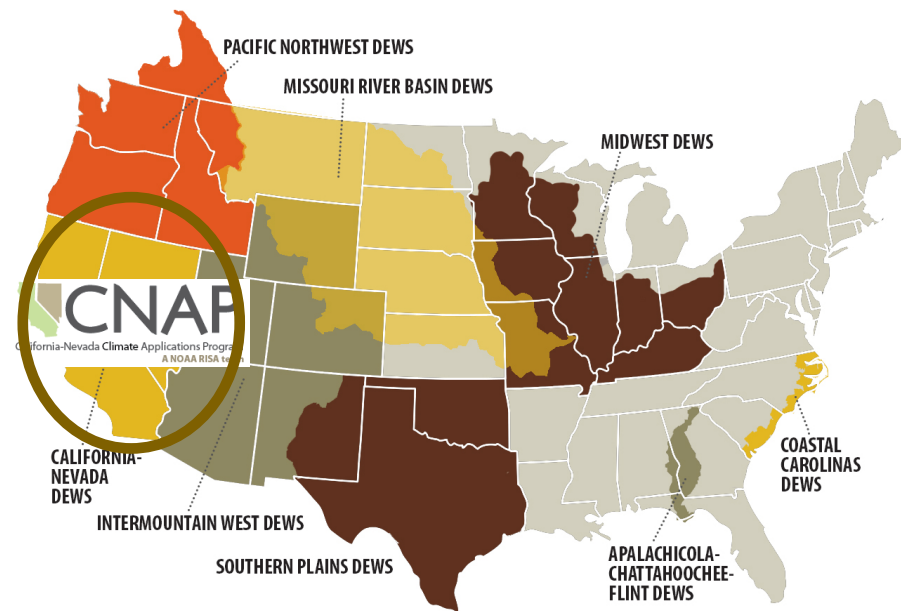 PACIFIC NORTHWEST DEWS
MISSOURI RIVER BASIN DEWS
MIDWEST DEWS
CNAP
California-Nevada Climate Applications Program
A NOAA RISA team
CALIFORNIA-
NEVADA
DEWS
INTERMOUNTAIN WEST DEWS
SOUTHERN PLAINS DEWS
APALACHICOLA-
CHATTAHOOCHEE-
FLINT DEWS
COASTAL
CAROLINAS
DEWS